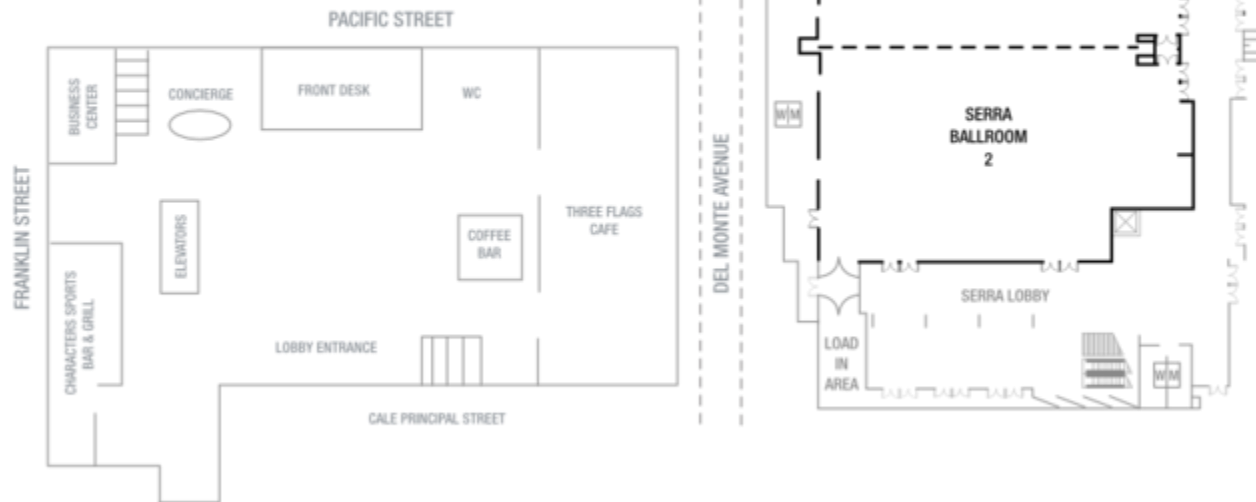 PACIFIC STREET
BUSINESS
CENTER
CONCIERGE
FRONT DESK
WC
FRANKLIN STREET
ELEVATORS
COFFEE
BAR
THREE FLAGS
CAFE
CHARACTERS SPORTS
BAR & GRILL
LOBBY ENTRANCE
CALE PRINCIPAL STREET
DEL MONTE AVENUE
W M
SERRA
BALLROOM
2
SERRA LOBBY
LOAD
IN
AREA
W M